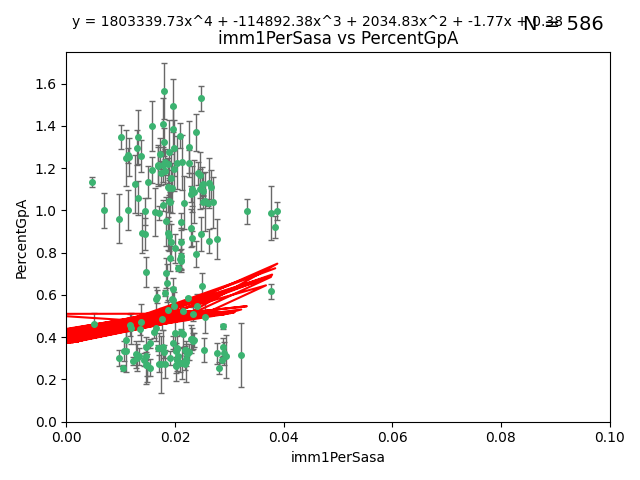 y = 1803339.73x^4 + -114892.38x^3 + 2034.83x^2 + -1.77x + 0.38
N = 586
imm1PerSasa vs PercentGpA
PercentGpA
1.6
1.4
1.2
1.0
0.8
0.6
0.4
0.2
0.0
0.00 0.02 0.04 0.06 0.08 0.10
imm1PerSasa